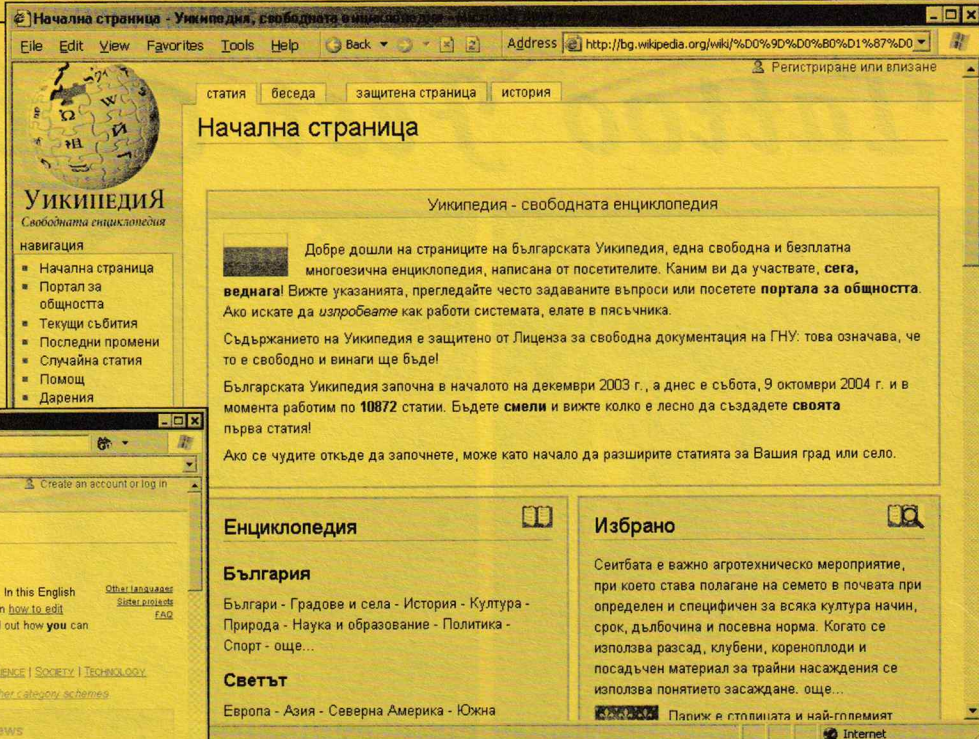 Начална страница - Уикипедия, свободната енциклопедия -
File Edit View Favorites Tools Help Back Address http://bg.wikipedia.org/wiki/%D0%9D%D0%B0%D1%87%D0
Регистриране или влизане
статия беседа защитена страница история
Начална страница
УИКИПЕДИЯ
Свободната енциклопедия
навигация
Начална страница
Портал за
общността
Текущи събития
Последни промени
Случайна статия
Помощ
Дарения
Уикипедия - свободната енциклопедия
Добре дошли на страниците на българската Уикипедия, една свободна и безплатна
многоезична енциклопедия, написана от посетителите. Каним ви да участвате, сега,
веднага! Вижте указанията, прегледайте често задаваните въпроси или посетете портала за общността.
Ако искате да изпробвате как работи системата, елате в пясъчника.
Съдържанието на Уикипедия е защитено от Лиценза за свободна документация на ГНУ: това означава, че
то е свободно и винаги ще бъде!
Българската Уикипедия започна в началото на декември 2003 г., а днес е събота, 9 октомври 2004 г. и в
момента работим по 10872 статии. Бъдете смели и вижте колко е лесно да създадете своята
първа статия!
Ако се чудите откъде да започнете, може като начало да разширите статията за Вашия град или село.
Енциклопедия
България
Българи - Градове и села - История - Култура -
Природа - Наука и образование - Политика -
Спорт - още...
Светът
Европа - Азия - Северна Америка - Южна
Избрано
Сеитбата е важно агротехническо мероприятие,
при което става полагане на семето в почвата при
определен и специфичен за всяка култура начин,
срок, дълбочина и посевна норма. Когато се
използва разсад, клубени, кореноплоди и
посадъчен материал за трайни насаждения се
използва понятието засаждане. още...
Париж е столицата и най-големият
Internet
Create an account or log in
In this English
how to edit
out how you can
Other languages
Sister projects
FAQ
SOCIETY | TECHNOLOGY
category schemes